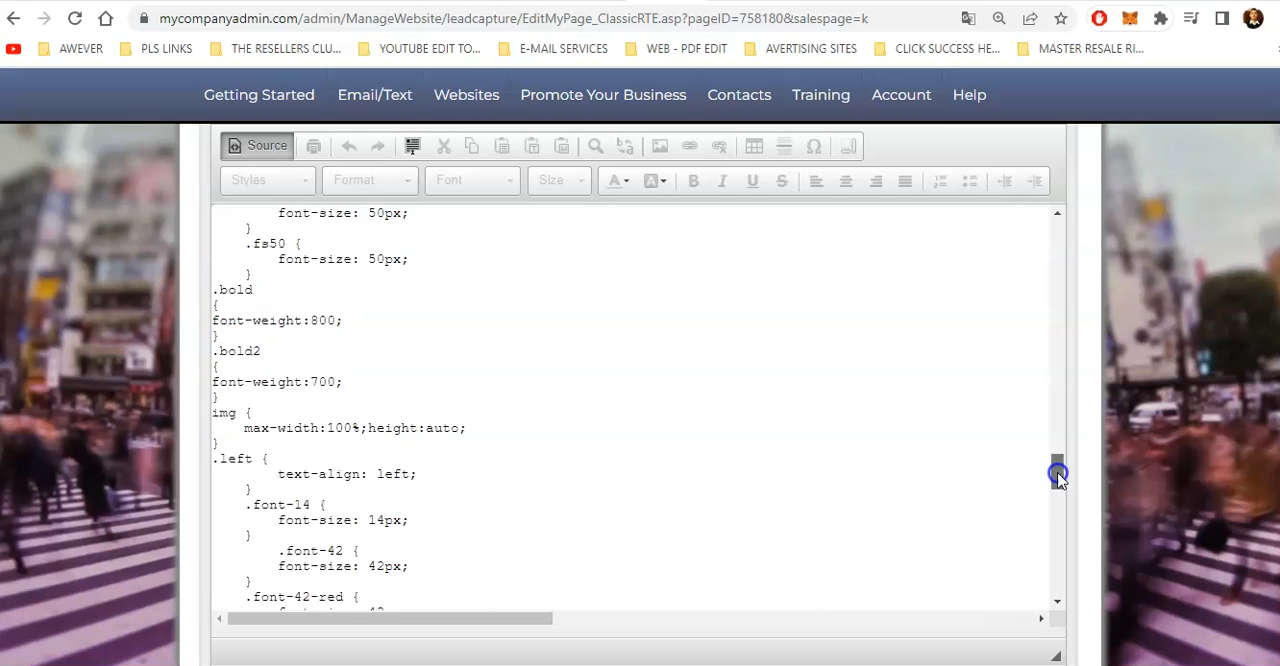 mycompanyadmin.com/admin/ManageWebsite/leadcapture/EditMyPage_ClassicRTE.asp?pageID=758180&salespage=k
AWEVER PLS LINKS THE RESELLERS CLU... YOUTUBE EDIT TO... E-MAIL SERVICES WEB - PDF EDIT AVERTISING SITES CLICK SUCCESS HE... MASTER RESALE RI...
Getting Started Email/Text Websites Promote Your Business Contacts Training Account Help
Source
Styles Format Font Size A A B I U S
font-size: 50px;
}
.fs50 {
font-size: 50px;
}
.bold
{
font-weight:800;
}
.bold2
{
font-weight:700;
}
img {
max-width:100%;height:auto;
}
.left {
text-align: left;
}
.font-14 {
font-size: 14px;
}
.font-42 {
font-size: 42px;
}
.font-42-red {